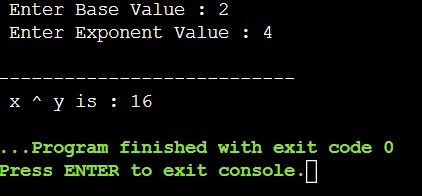 Enter Base Value : 2
Enter Exponent Value : 4
----------------------------
x ^ y is : 16
...Program finished with exit code 0
Press ENTER to exit console.